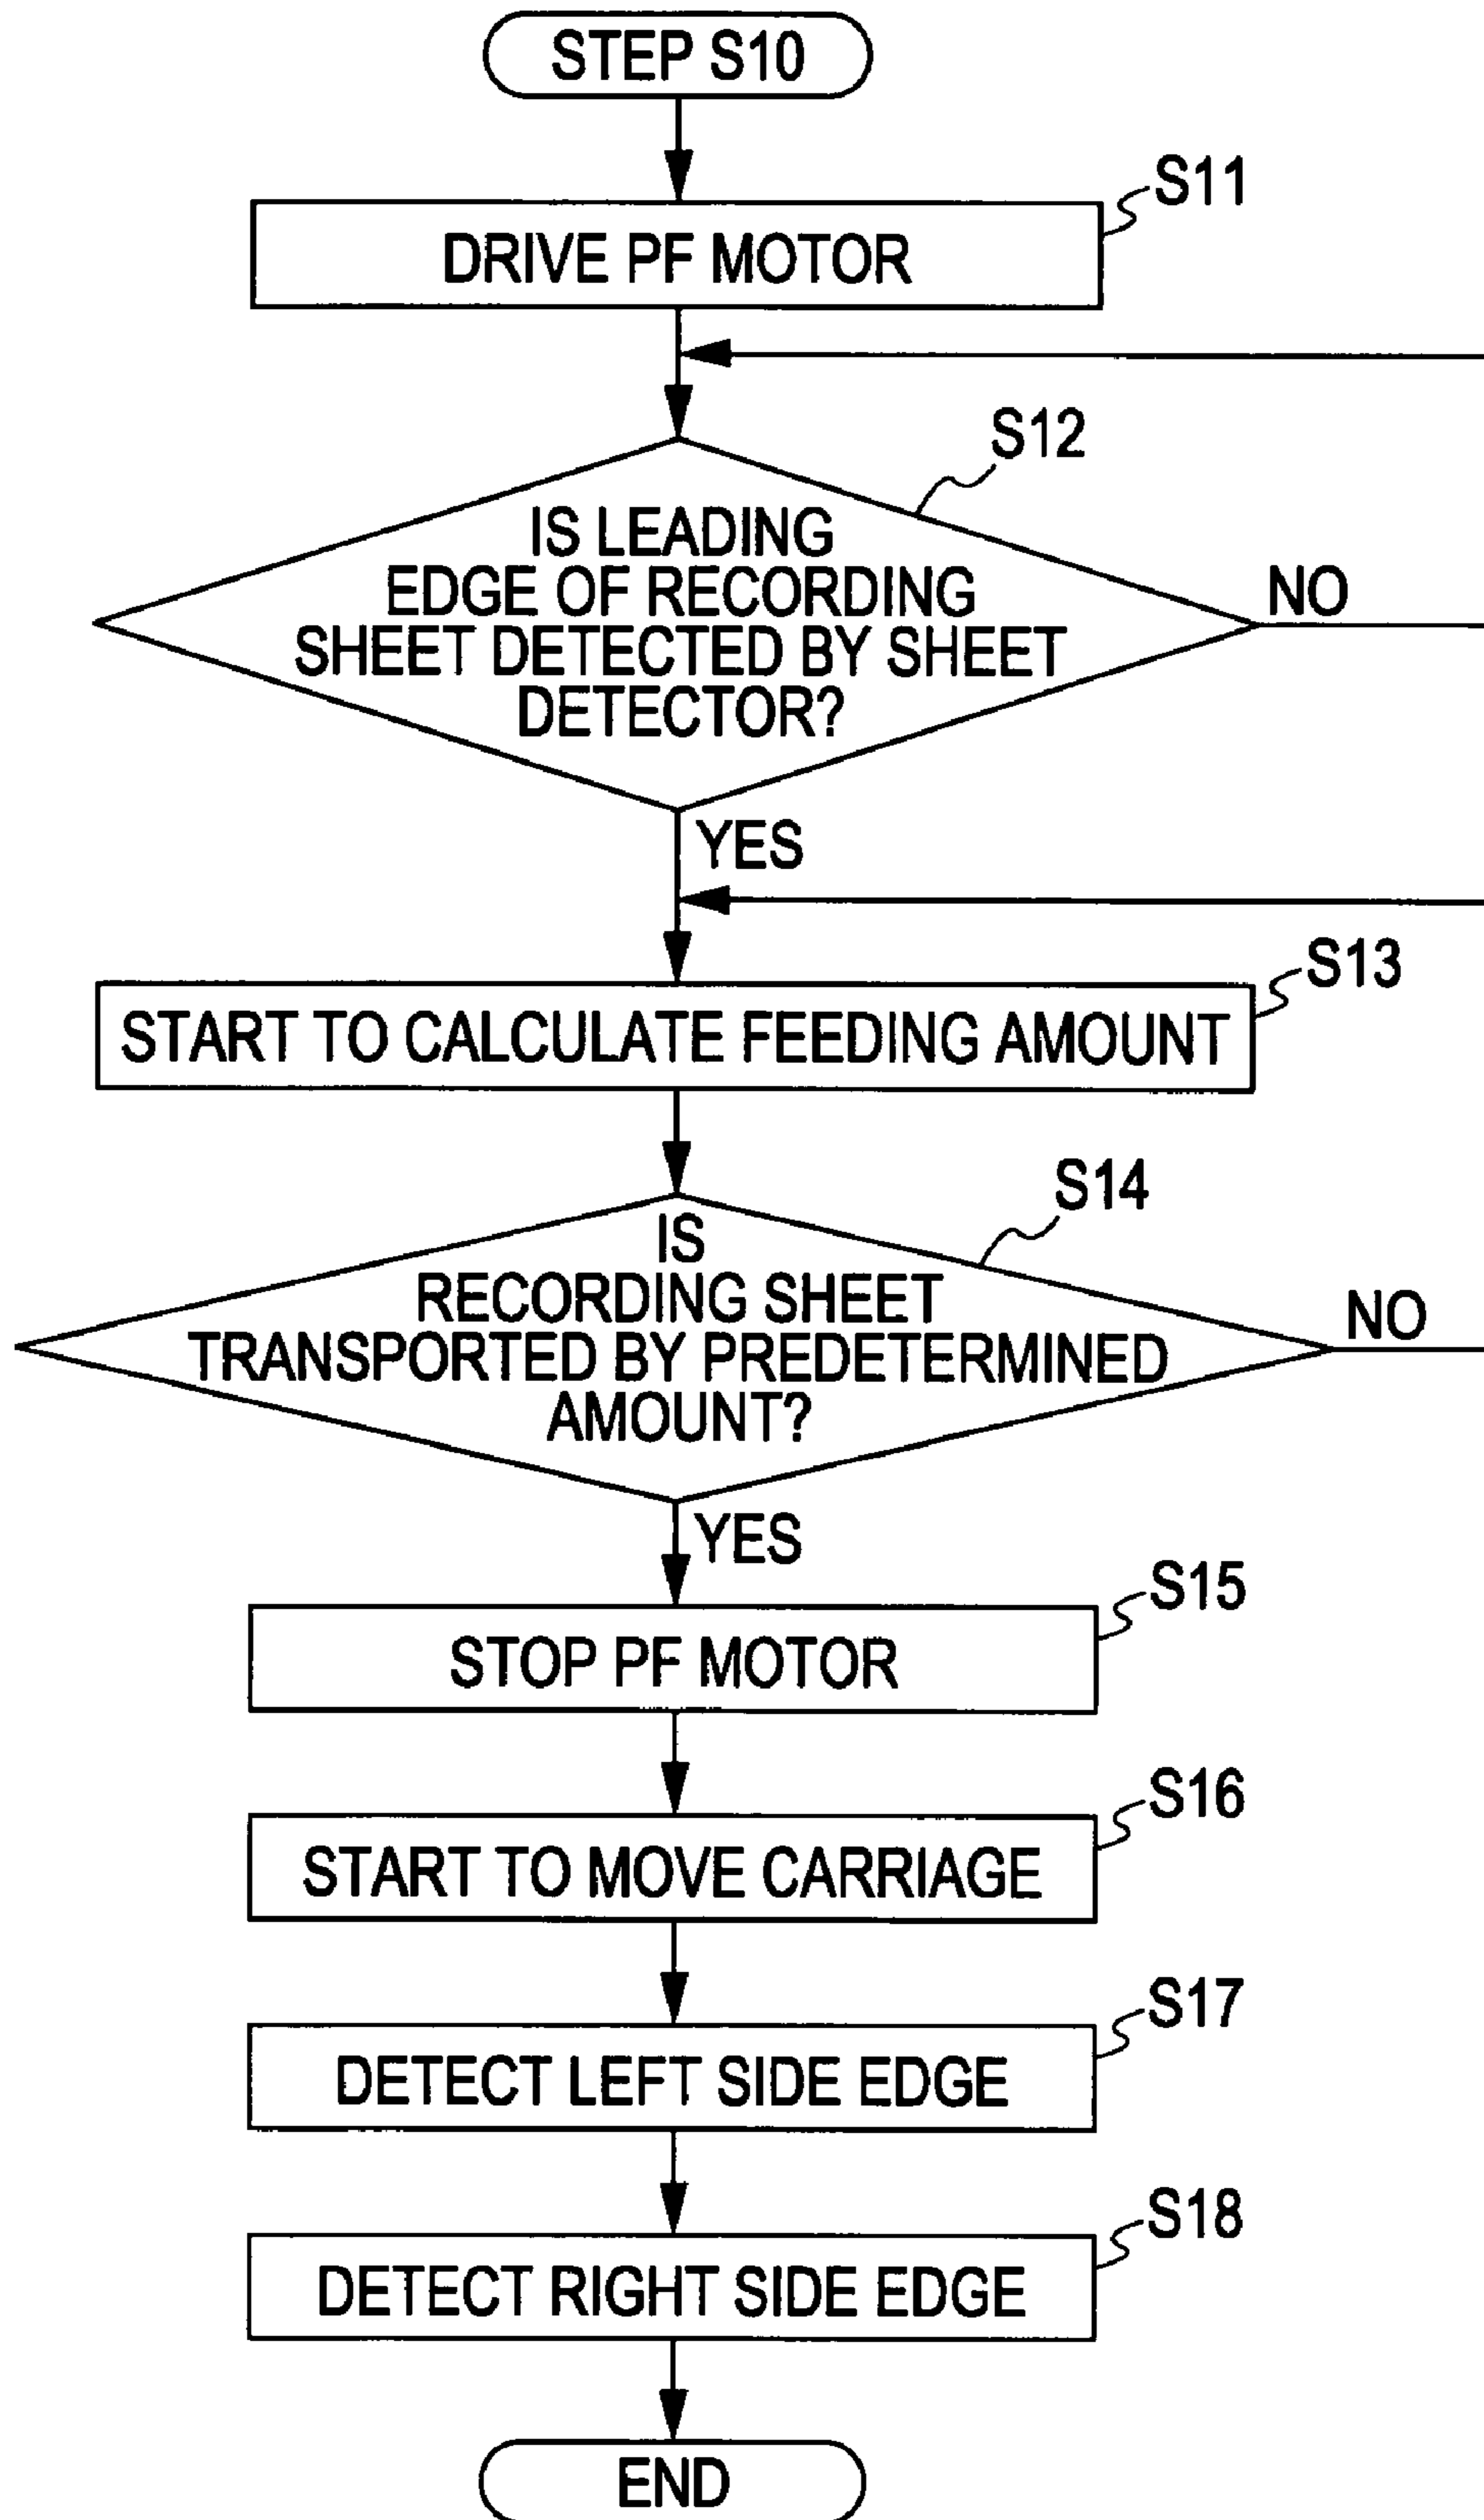 STEP S10
S11
DRIVE PF MOTOR
S12
IS LEADING
EDGE OF RECORDING
SHEET DETECTED BY SHEET
DETECTOR?
NO
YES
S13
START TO CALCULATE FEEDING AMOUNT
S14
IS
RECORDING SHEET
TRANSPORTED BY PREDETERMINED
AMOUNT?
NO
YES
S15
STOP PF MOTOR
S16
START TO MOVE CARRIAGE
S17
DETECT LEFT SIDE EDGE
S18
DETECT RIGHT SIDE EDGE
END